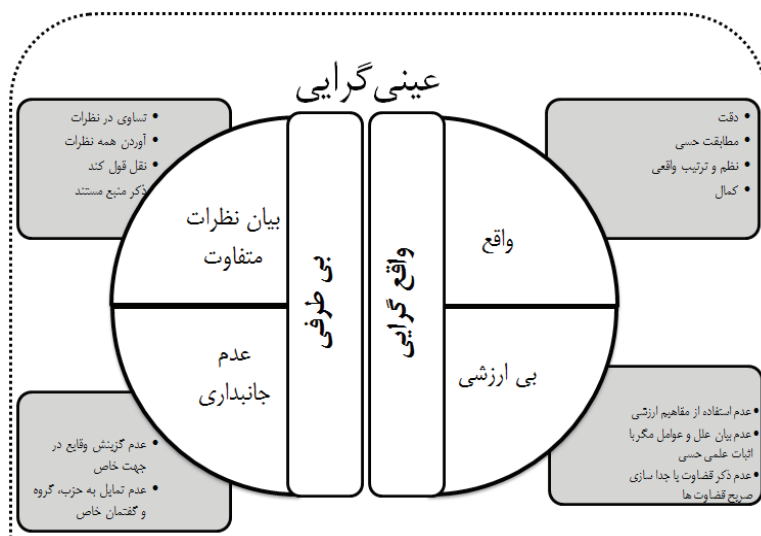 عینی گرایی
• دقت
• مطابقت حسی
• نظم و ترتیب واقعی
• کمال
• تساوی در نظرات
• آوردن همه نظرات
• نقل قول کند
ذکر منبع مستند
واقع
واقع گرایی
بی طرفی
بیان نظرات
متفاوت
بی ارزشی
عدم
جانبداری
• عدم استفاده از مفاهیم ارزشی
• عدم بیان علل و عوامل مگر با
اثبات علمی حسی
• عدم ذکر قضاوت یا جدا سازی
صریح قضاوت ها
• عدم گزینش وقایع در
جهت خاص
• عدم تمایل به حزب، گروه
و گفتمان خاص